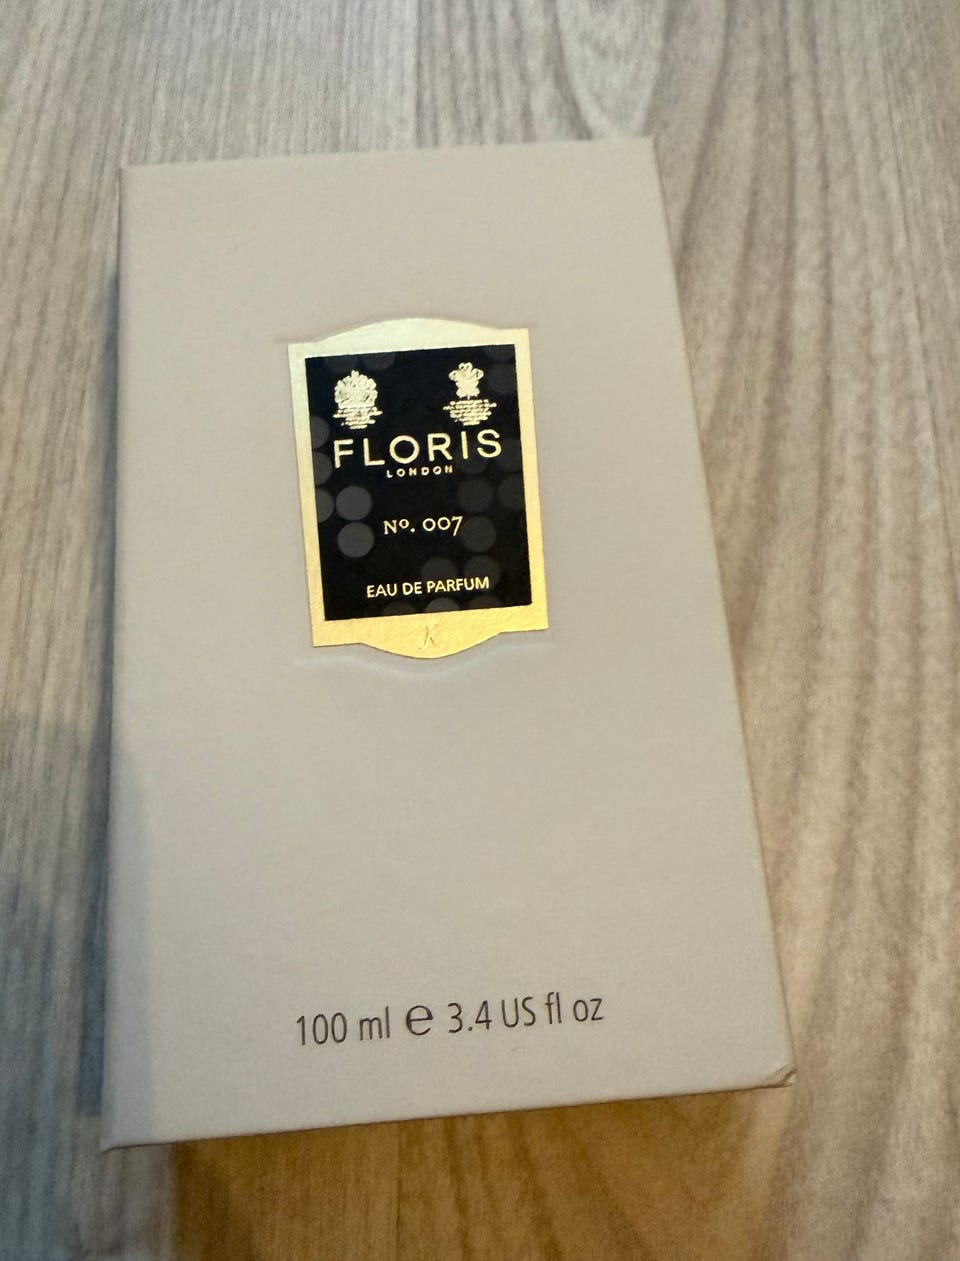 FLORIS
LONDON
Nº. 007
EAU DE PARFUM
100 ml ℮ 3.4 US fl oz